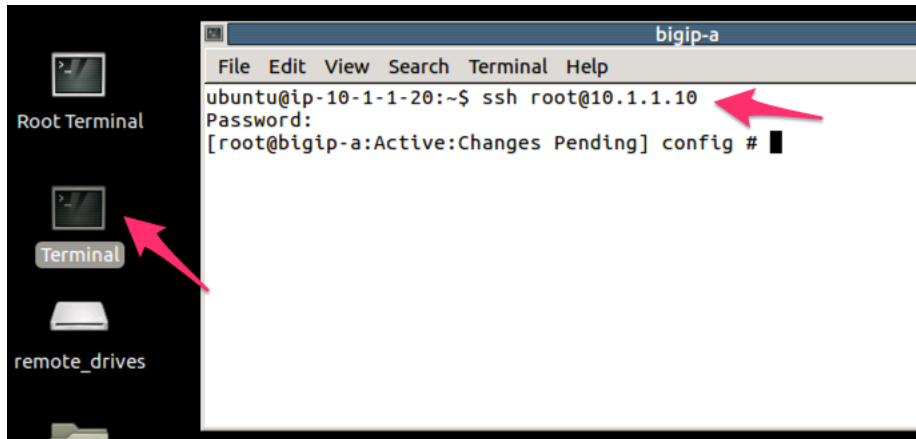 bigip-a
File Edit View Search Terminal Help
ubuntu@ip-10-1-1-20:~$ ssh root@10.1.1.10
Password:
[root@bigip-a:Active:Changes Pending] config #
Root Terminal
Terminal
remote_drives